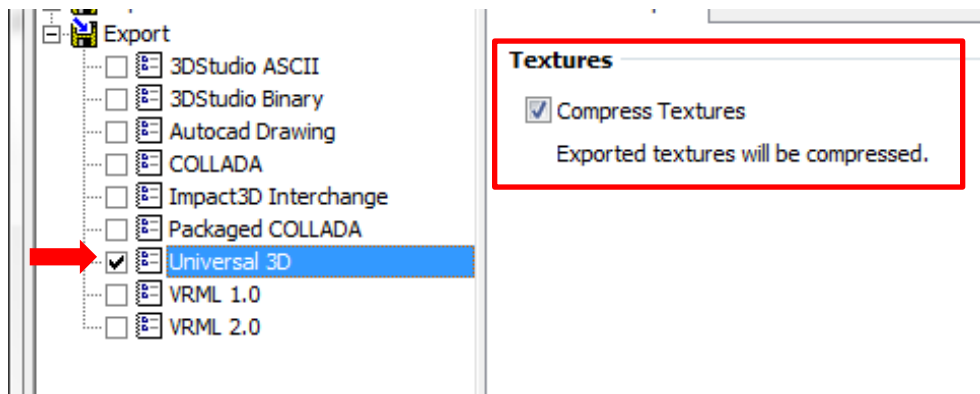 Export
3DStudio ASCII
3DStudio Binary
Autocad Drawing
COLLADA
Impact3D Interchange
Packaged COLLADA
Universal 3D
VRML 1.0
VRML 2.0
Textures
Compress Textures
Exported textures will be compressed.